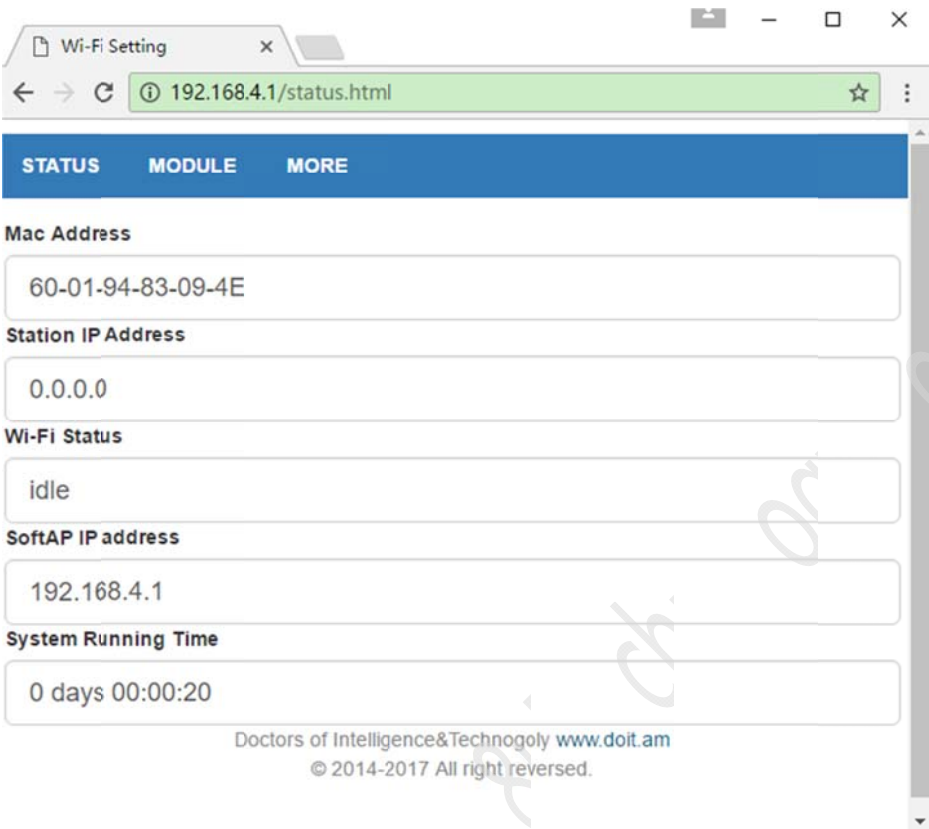 Wi-Fi Setting
192.168.4.1/status.html
STATUS MODULE MORE
Mac Address
60-01-94-83-09-4E
Station IP Address
0.0.0.0
Wi-Fi Status
idle
SoftAP IP address
192.168.4.1
System Running Time
0 days 00:00:20
Doctors of Intelligence&Technogoly www.doit.am
© 2014-2017 All right reversed.